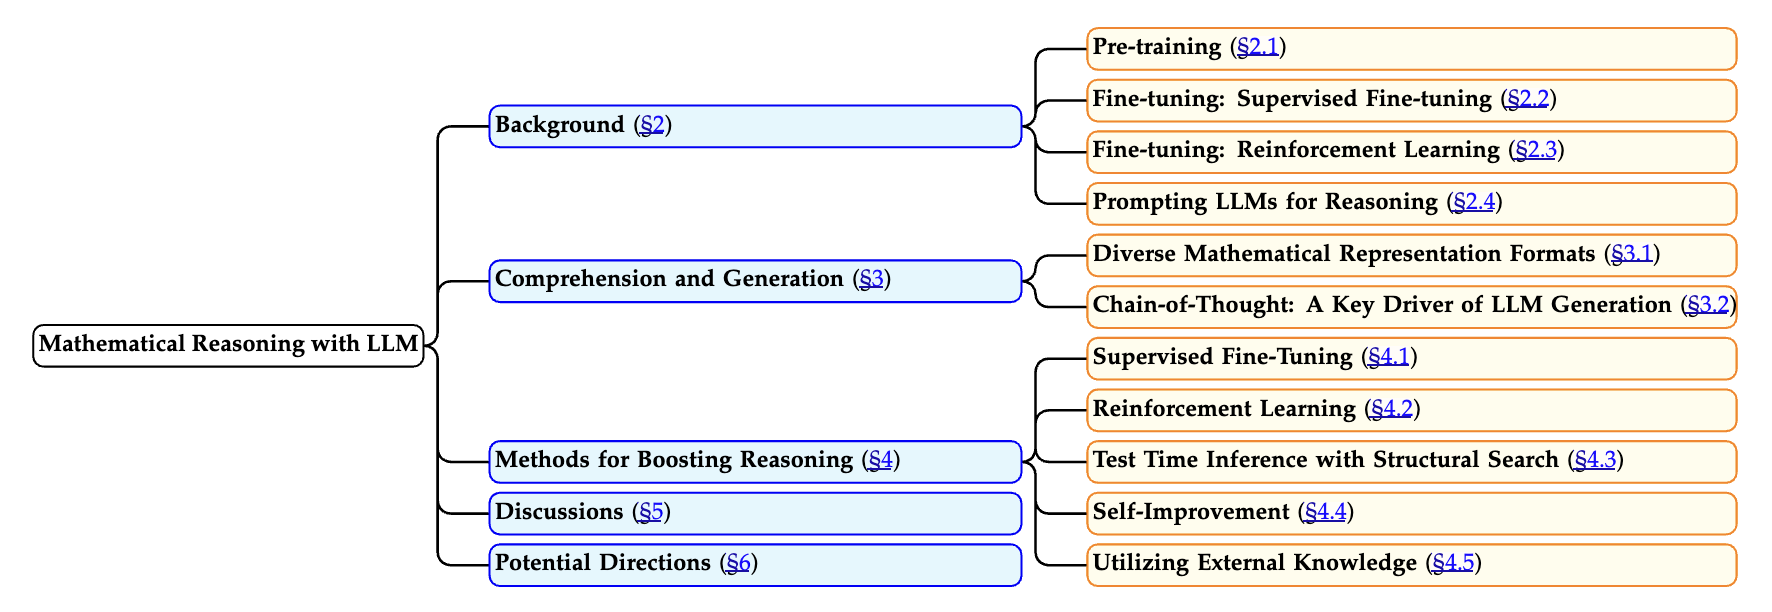 Mathematical Reasoning with LLM
Background (§2)
Pre-training (§2.1)
Fine-tuning: Supervised Fine-tuning (§2.2)
Fine-tuning: Reinforcement Learning (§2.3)
Prompting LLMs for Reasoning (§2.4)
Comprehension and Generation (§3)
Diverse Mathematical Representation Formats (§3.1)
Chain-of-Thought: A Key Driver of LLM Generation (§3.2)
Methods for Boosting Reasoning (§4)
Supervised Fine-Tuning (§4.1)
Reinforcement Learning (§4.2)
Test Time Inference with Structural Search (§4.3)
Self-Improvement (§4.4)
Utilizing External Knowledge (§4.5)
Discussions (§5)
Potential Directions (§6)